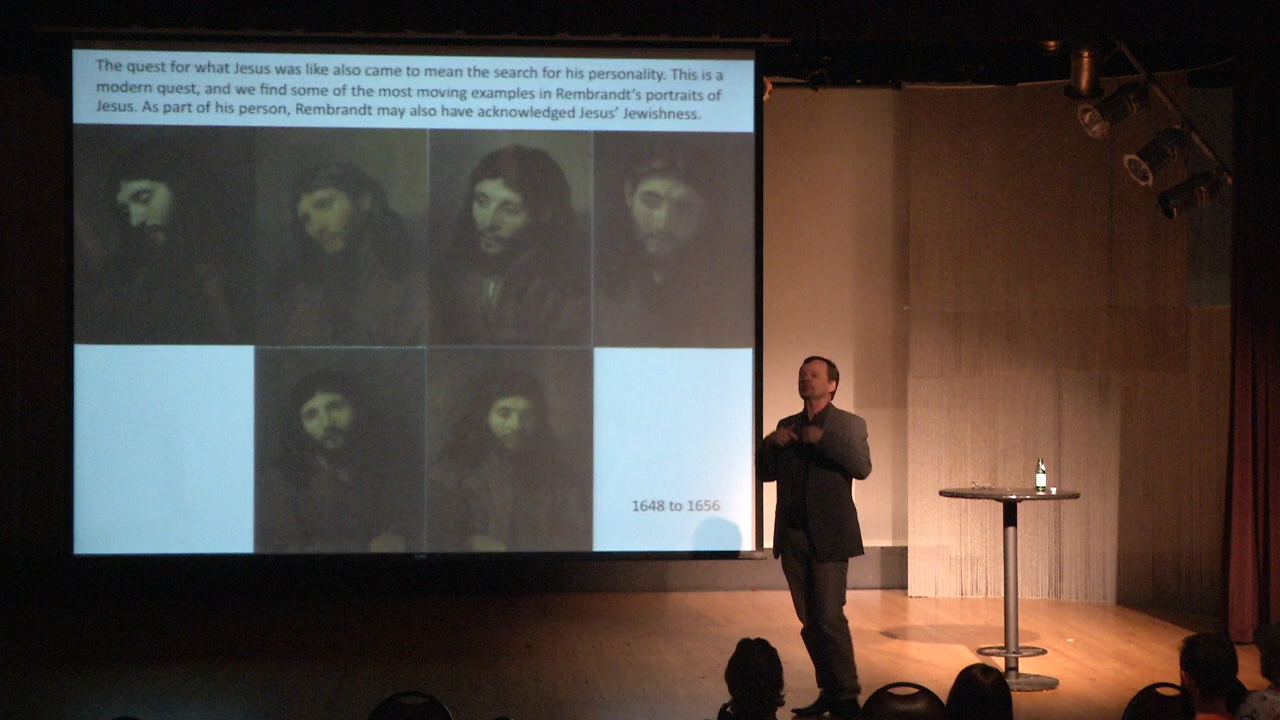 The quest for what Jesus was like also came to mean the search for his personality. This is a
modern quest, and we find some of the most moving examples in Rembrandt's portraits of
Jesus. As part of his person, Rembrandt may also have acknowledged Jesus' Jewishness.
1648 to 1656